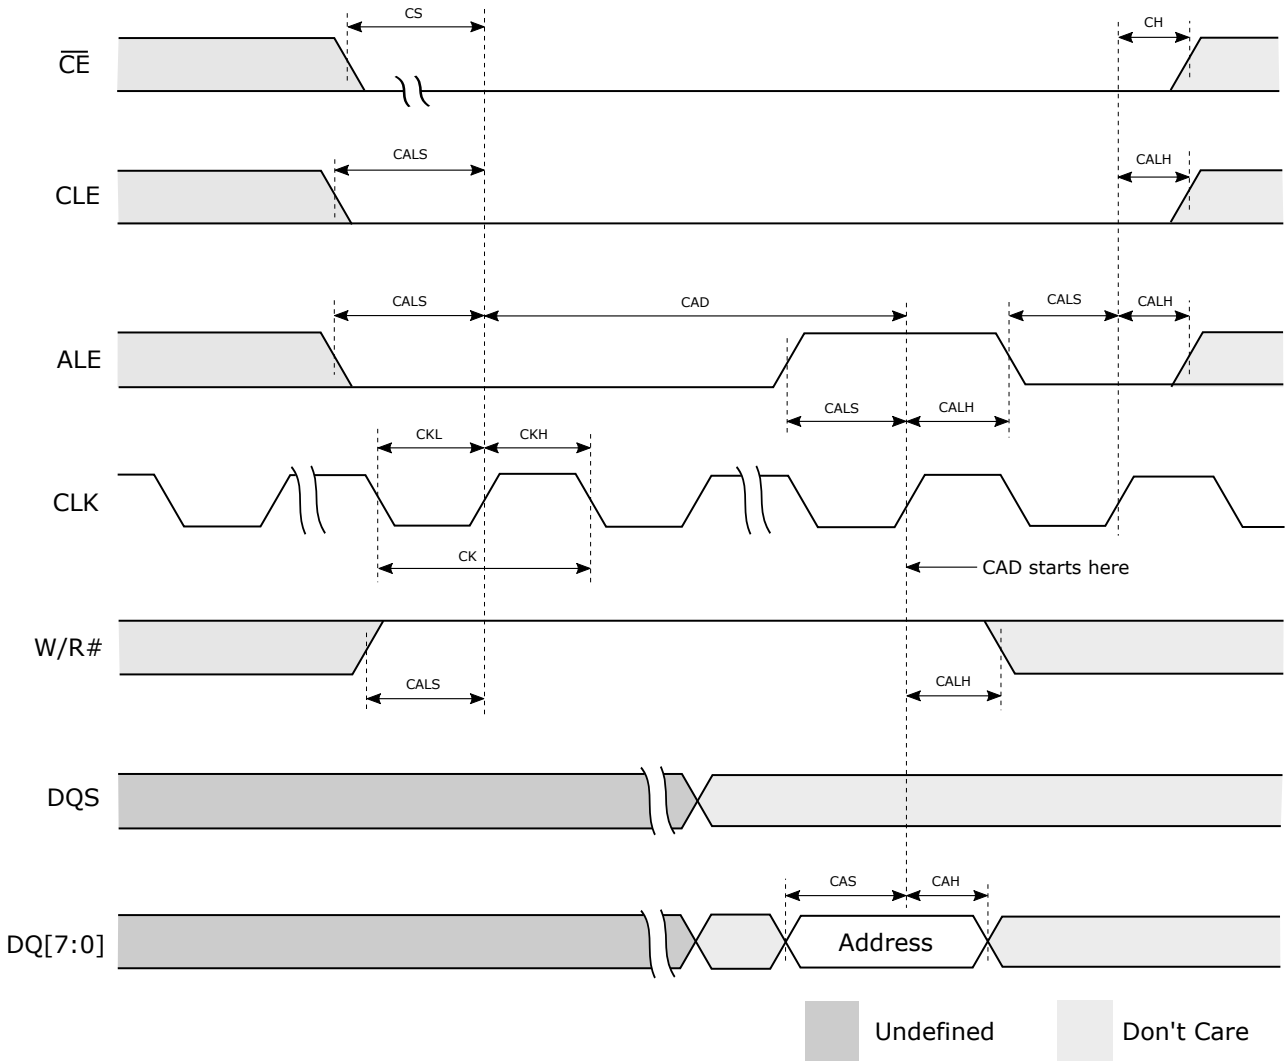 CS
CH
CE
CALS
CALH
CLE
CALS
CAD
CALS
CALH
ALE
CALS
CALH
CKL
CKH
CLK
CK
CAD starts here
W/R#
CALS
CALH
DQS
CAS
CAH
DQ[7:0]
Address
Undefined
Don't Care